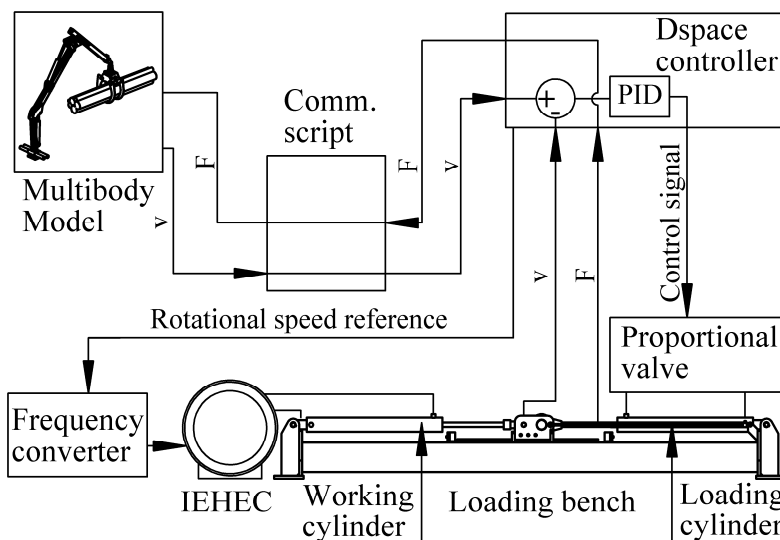 Dspace
controller
Comm.
script
PID
F
F
v
Multibody
Model
v
v
F
Control signal
Rotational speed reference
Proportional
valve
Frequency
converter
IEHEC
Working
cylinder
Loading bench
Loading
cylinder